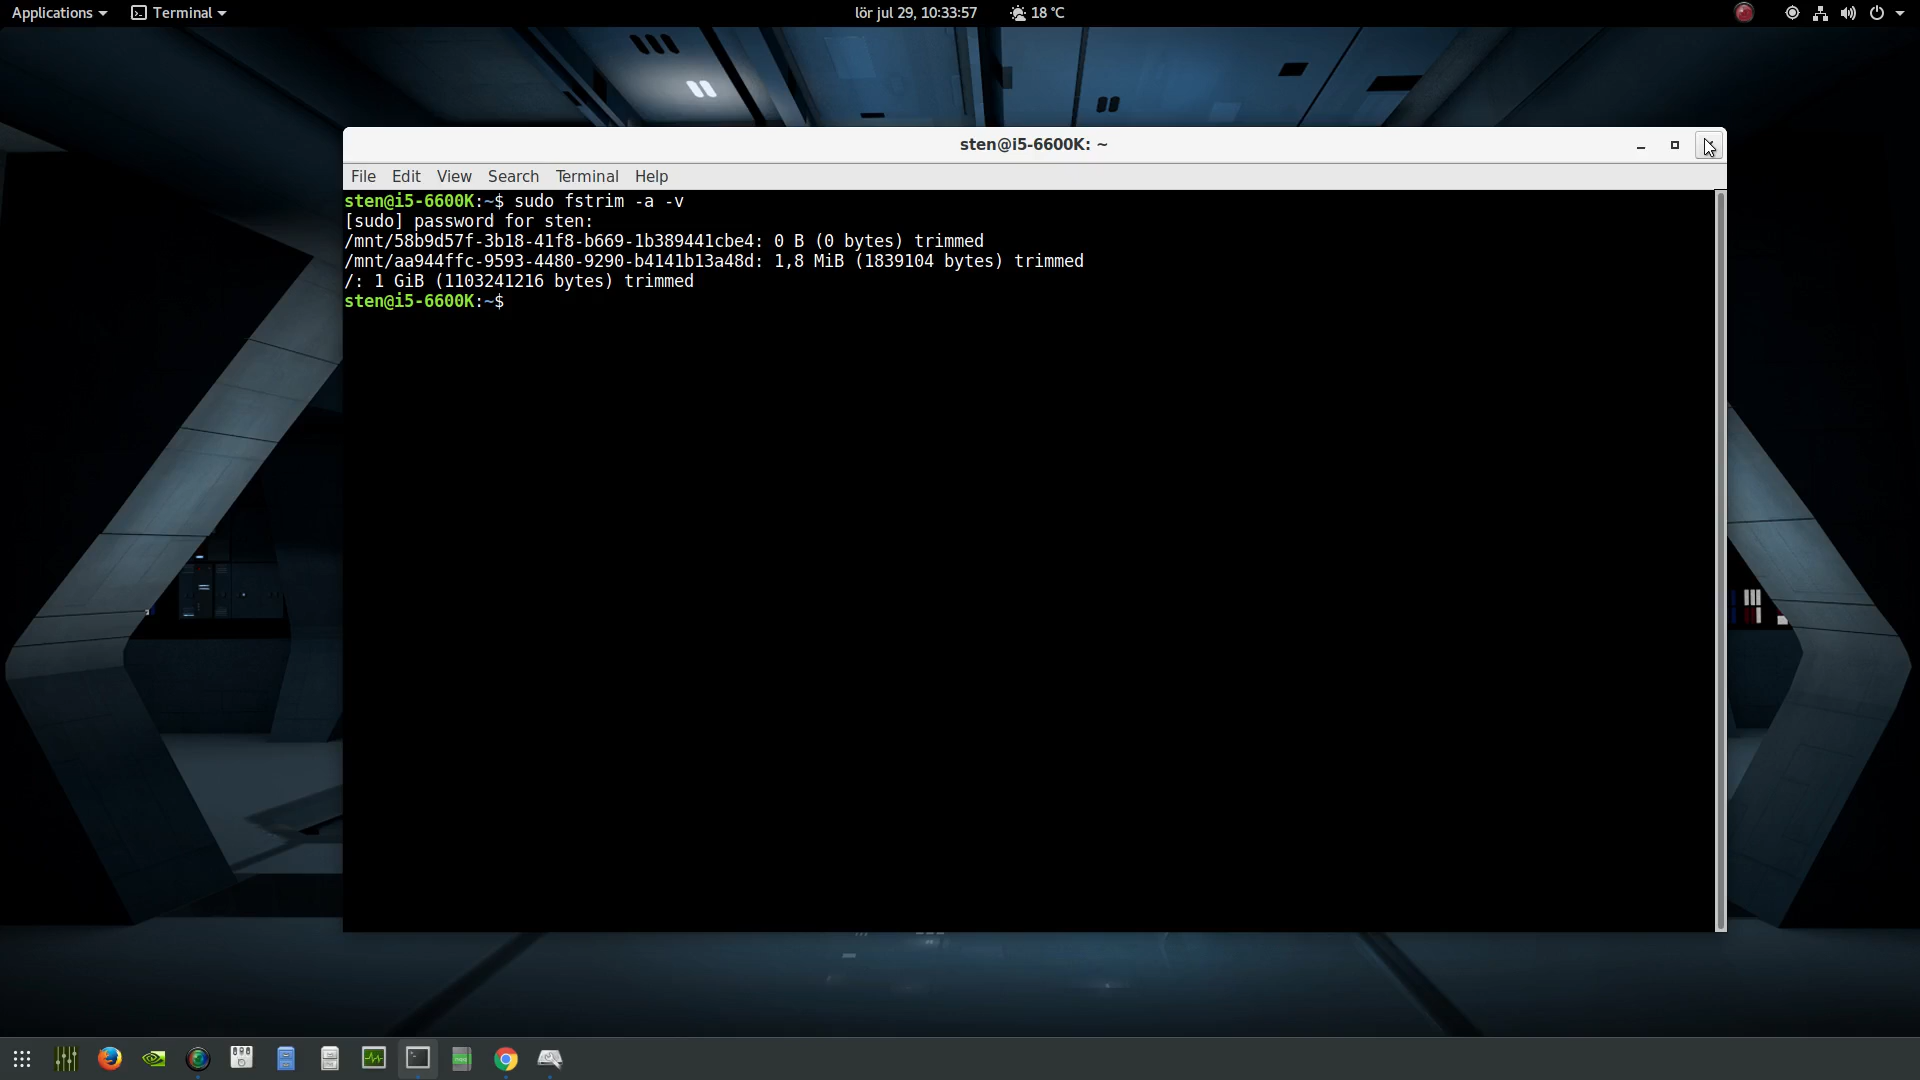 Applications Terminal lör jul 29, 10:33:57 18 °C
sten@i5-6600K: ~
File Edit View Search Terminal Help
sten@i5-6600K:~$ sudo fstrim -a -v
[sudo] password for sten:
/mnt/58b9d57f-3b18-41f8-b669-1b389441cbe4: 0 B (0 bytes) trimmed
/mnt/aa944ffc-9593-4480-9290-b4141b13a48d: 1,8 MiB (1839104 bytes) trimmed
/: 1 GiB (1103241216 bytes) trimmed
sten@i5-6600K:~$